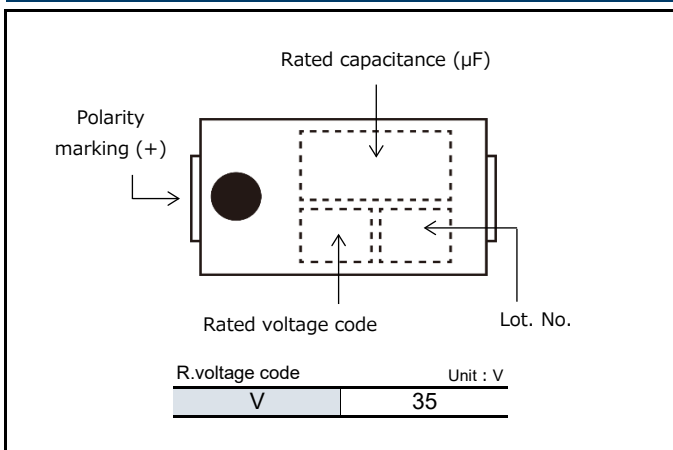 Rated capacitance (μF)
Polarity
marking (+)
Rated voltage code
Lot. No.
R.voltage code Unit : V
V 35